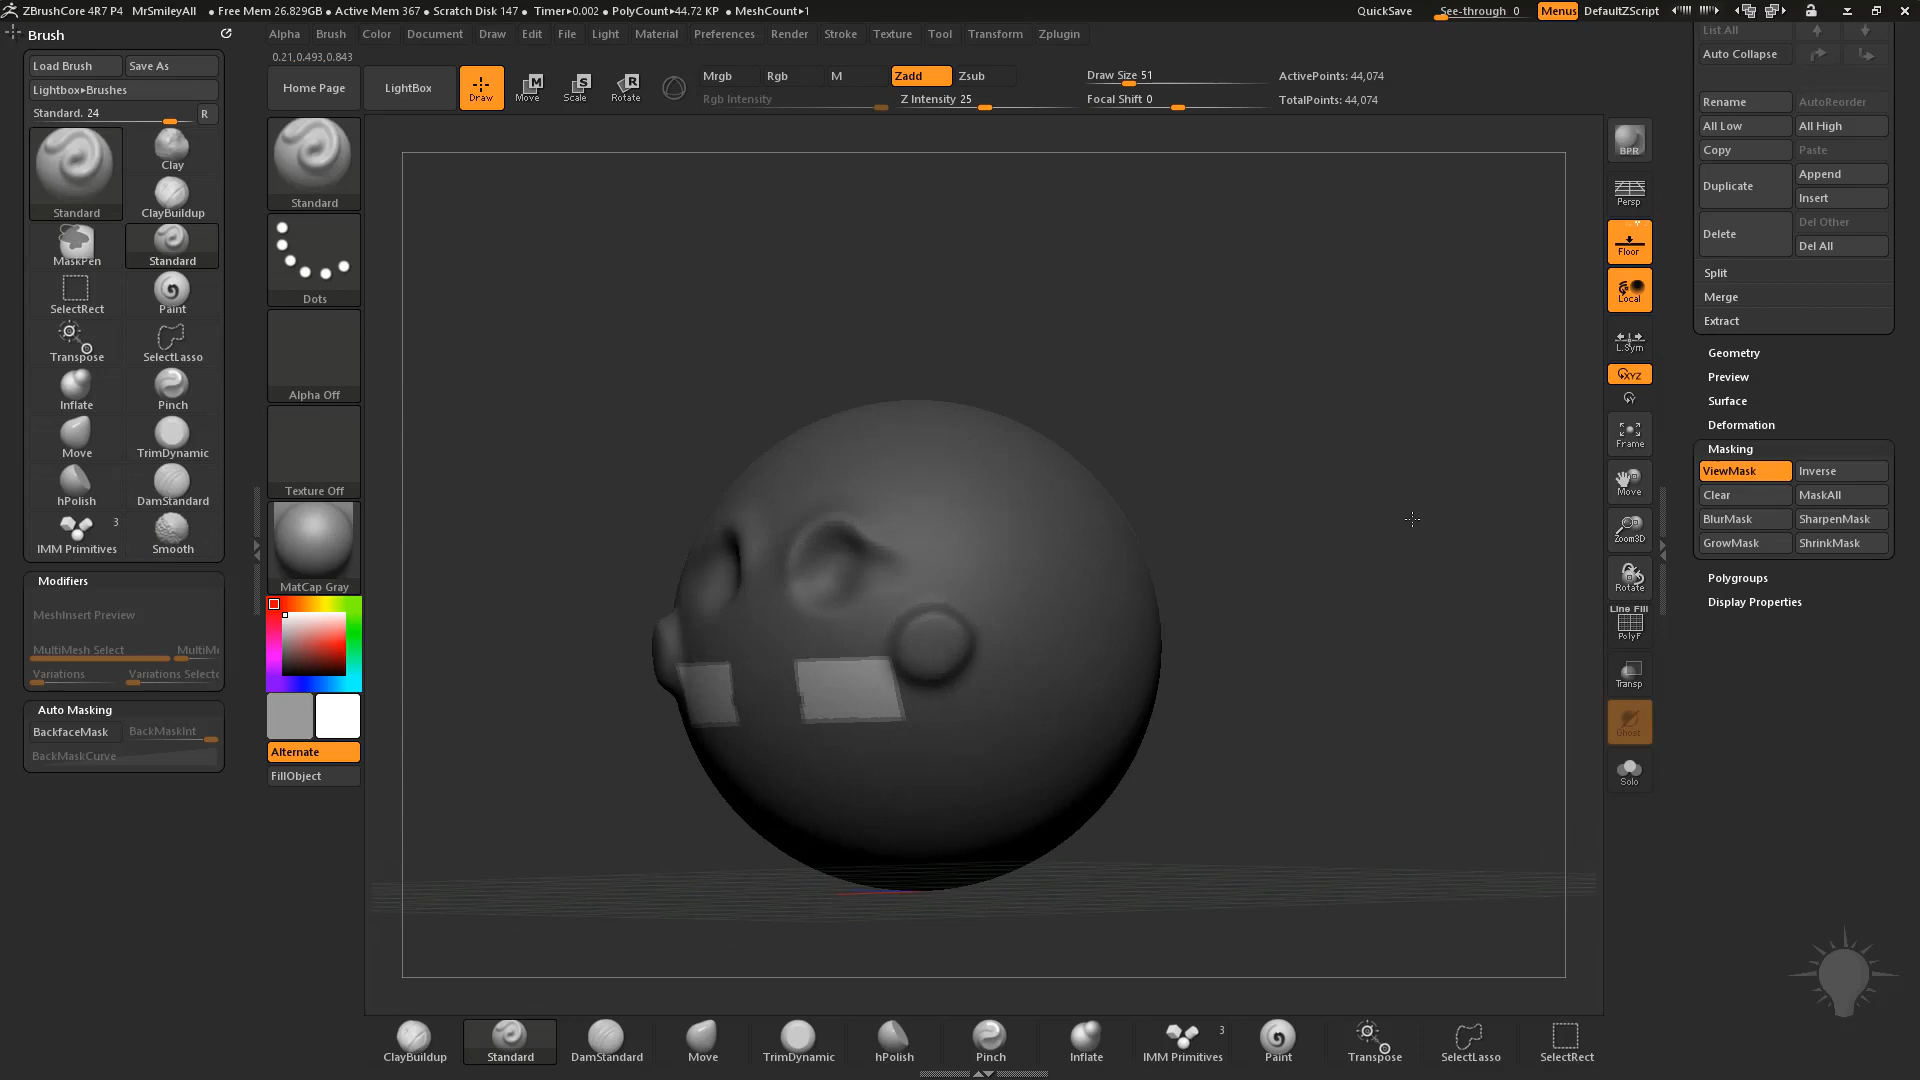 ZBrushCore 4R7 P4 MrSmileyAll • Free Mem 26.829GB • Active Mem 367 • Scratch Disk 147 • Timer▸0.002 • PolyCount▸44.72 KP • MeshCount▸1 QuickSave See-through 0 Menus DefaultZScript
Brush
Alpha Brush Color Document Draw Edit File Light Material Preferences Render Stroke Texture Tool Transform Zplugin
0.21,0.493,0.843
Load Brush Save As
Lightbox▸Brushes
Standard. 24 R
Standard
Clay
ClayBuildup
MaskPen Standard
SelectRect Paint
Transpose SelectLasso
Inflate Pinch
Move TrimDynamic
hPolish DamStandard
IMM Primitives 3 Smooth
Modifiers
MeshInsert Preview
MultiMesh Select MultiMe
Variations Variations Selectc
Auto Masking
BackfaceMask BackMaskInt
BackMaskCurve
Home Page LightBox Draw Move Scale Rotate
M S R
Mrgb Rgb M Zadd Zsub
Rgb Intensity Z Intensity 25
Draw Size 51
Focal Shift 0
ActivePoints: 44,074
TotalPoints: 44,074
Standard
Dots
Alpha Off
Texture Off
MatCap Gray
Alternate
FillObject
BPR
Persp
Floor
Local
L.Sym
XYZ
Y
Frame
Move
Zoom3D
Rotate
Line Fill
PolyF
Transp
Ghost
Solo
List All
Auto Collapse
Rename AutoReorder
All Low All High
Copy Paste
Duplicate Append
Insert
Delete Del Other
Del All
Split
Merge
Extract
Geometry
Preview
Surface
Deformation
Masking
ViewMask Inverse
Clear MaskAll
BlurMask SharpenMask
GrowMask ShrinkMask
Polygroups
Display Properties
ClayBuildup Standard DamStandard Move TrimDynamic hPolish Pinch Inflate IMM Primitives 3 Paint Transpose SelectLasso SelectRect